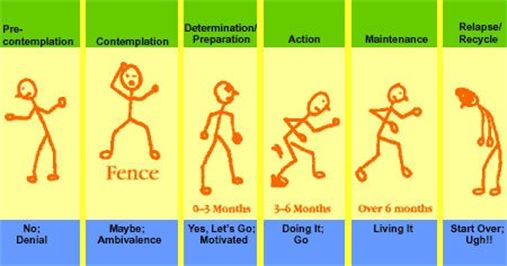 Pre-
contemplation
Contemplation
Determination/
Preparation
Action
Maintenance
Relapse/
Recycle
Fence
0–3 Months
3–6 Months
Over 6 months
No;
Denial
Maybe;
Ambivalence
Yes, Let's Go;
Motivated
Doing It;
Go
Living It
Start Over;
Ugh!!